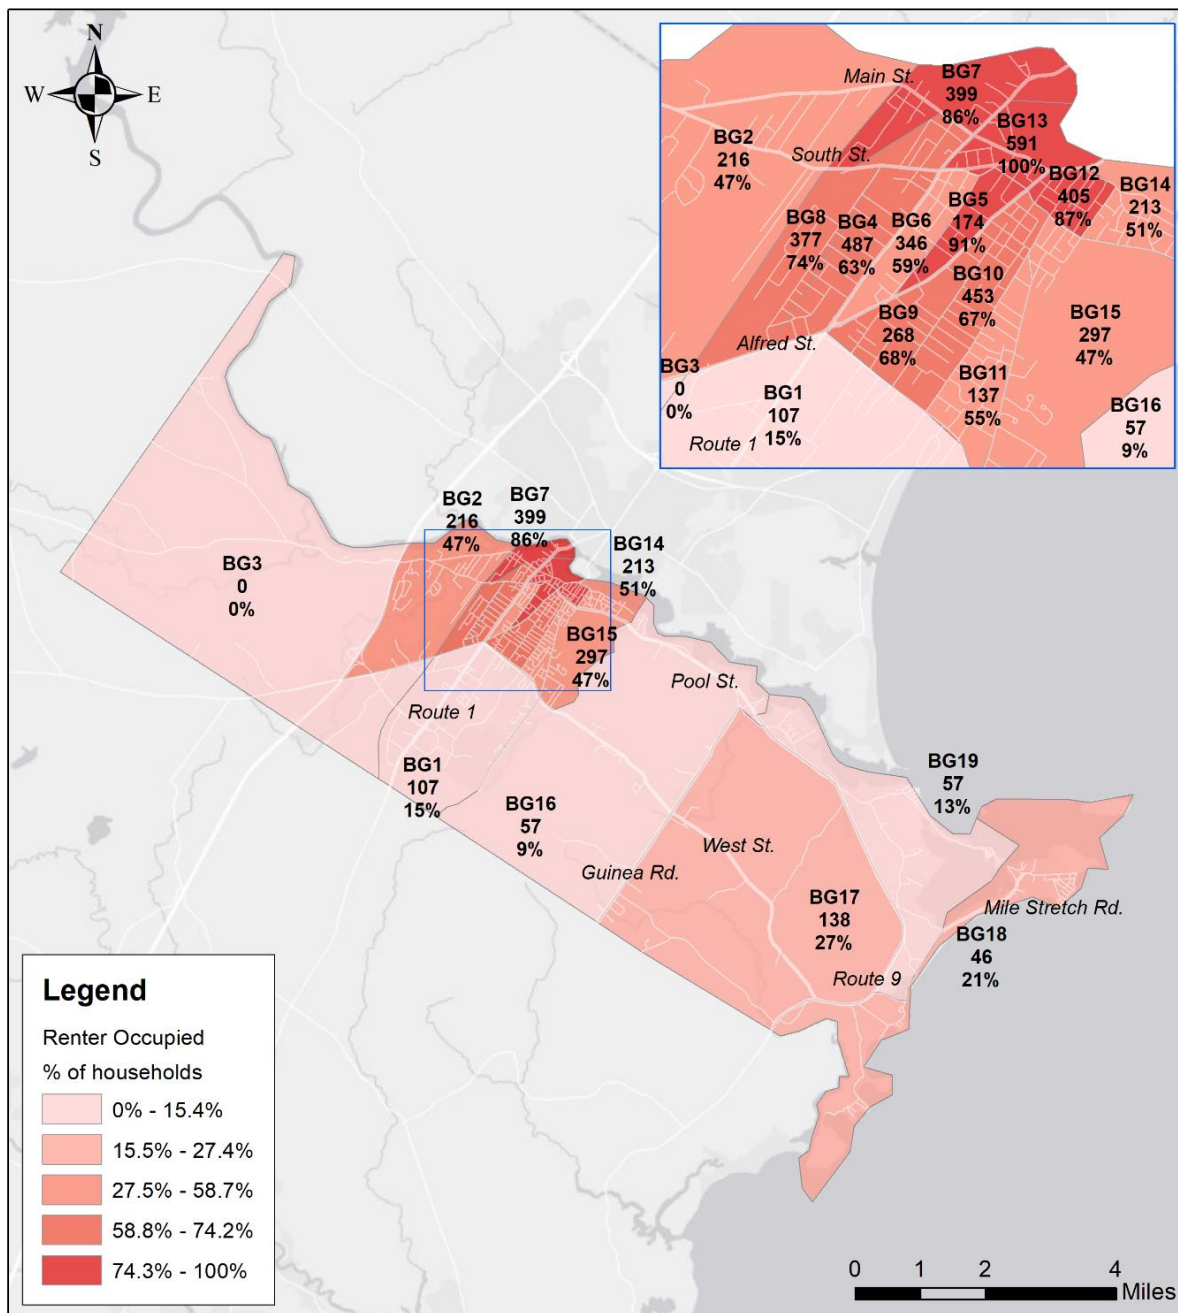 N
W
E
S
Main St.
BG7
399
86%
BG13
591
100%
BG2
216
47%
South St.
BG12
405
87%
BG14
213
51%
BG5
174
91%
BG8
377
74%
BG4
487
63%
BG6
346
59%
BG10
453
67%
BG9
268
68%
BG15
297
47%
Alfred St.
BG3
0
0%
BG1
107
15%
BG11
137
55%
BG16
57
9%
Route 1
BG2
216
47%
BG7
399
86%
BG14
213
51%
BG3
0
0%
BG15
297
47%
Pool St.
Route 1
BG1
107
15%
BG19
57
13%
BG16
57
9%
West St.
Guinea Rd.
BG17
138
27%
Mile Stretch Rd.
BG18
46
21%
Route 9
Legend
Renter Occupied
% of households
0% - 15.4%
15.5% - 27.4%
27.5% - 58.7%
58.8% - 74.2%
74.3% - 100%
0 1 2 4
Miles